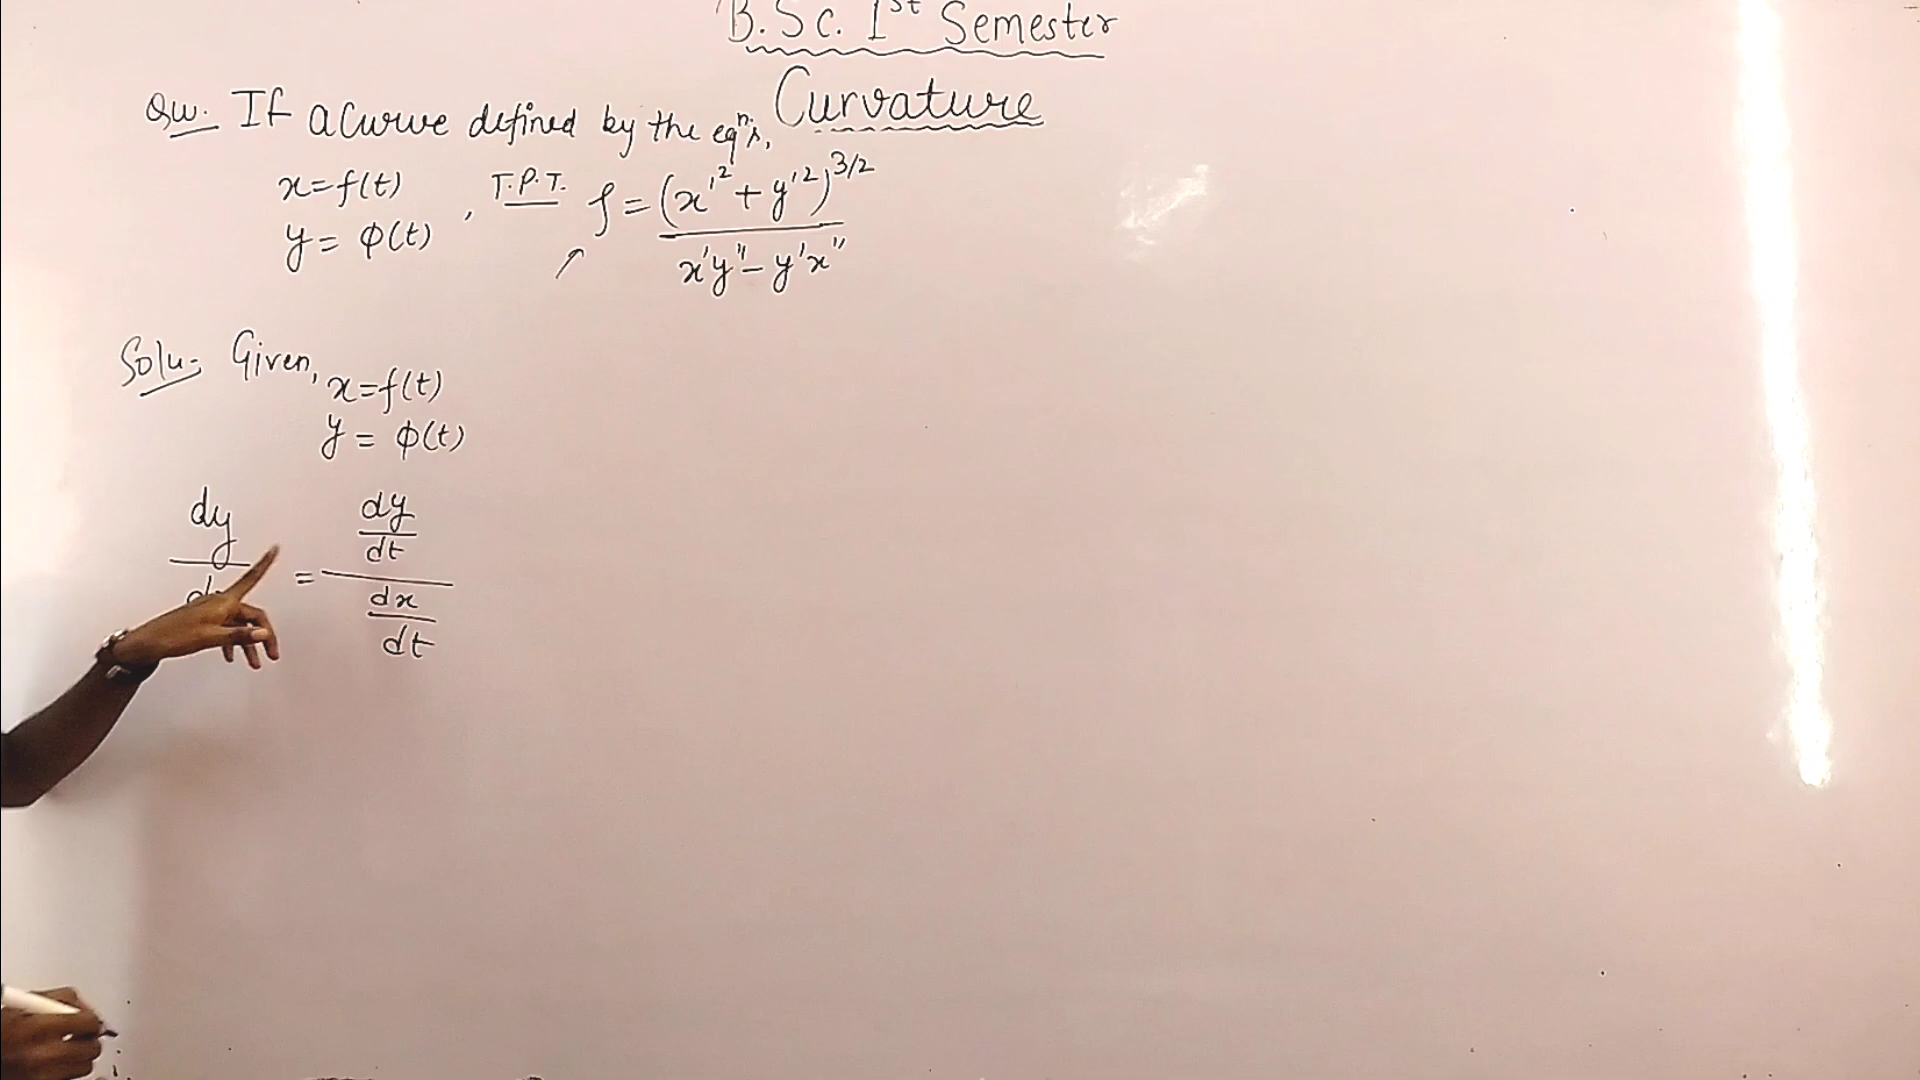 B.Sc. 1st Semester
Curvature
Qu. If a curve defined by the eqⁿs,
x=f(t)
y= φ(t) , T.P.T. ρ = (x'² + y'²)^3/2 / x'y'' - y'x''
Solu- Given, x=f(t)
y = φ(t)
dy/dx = dy/dt / dx/dt